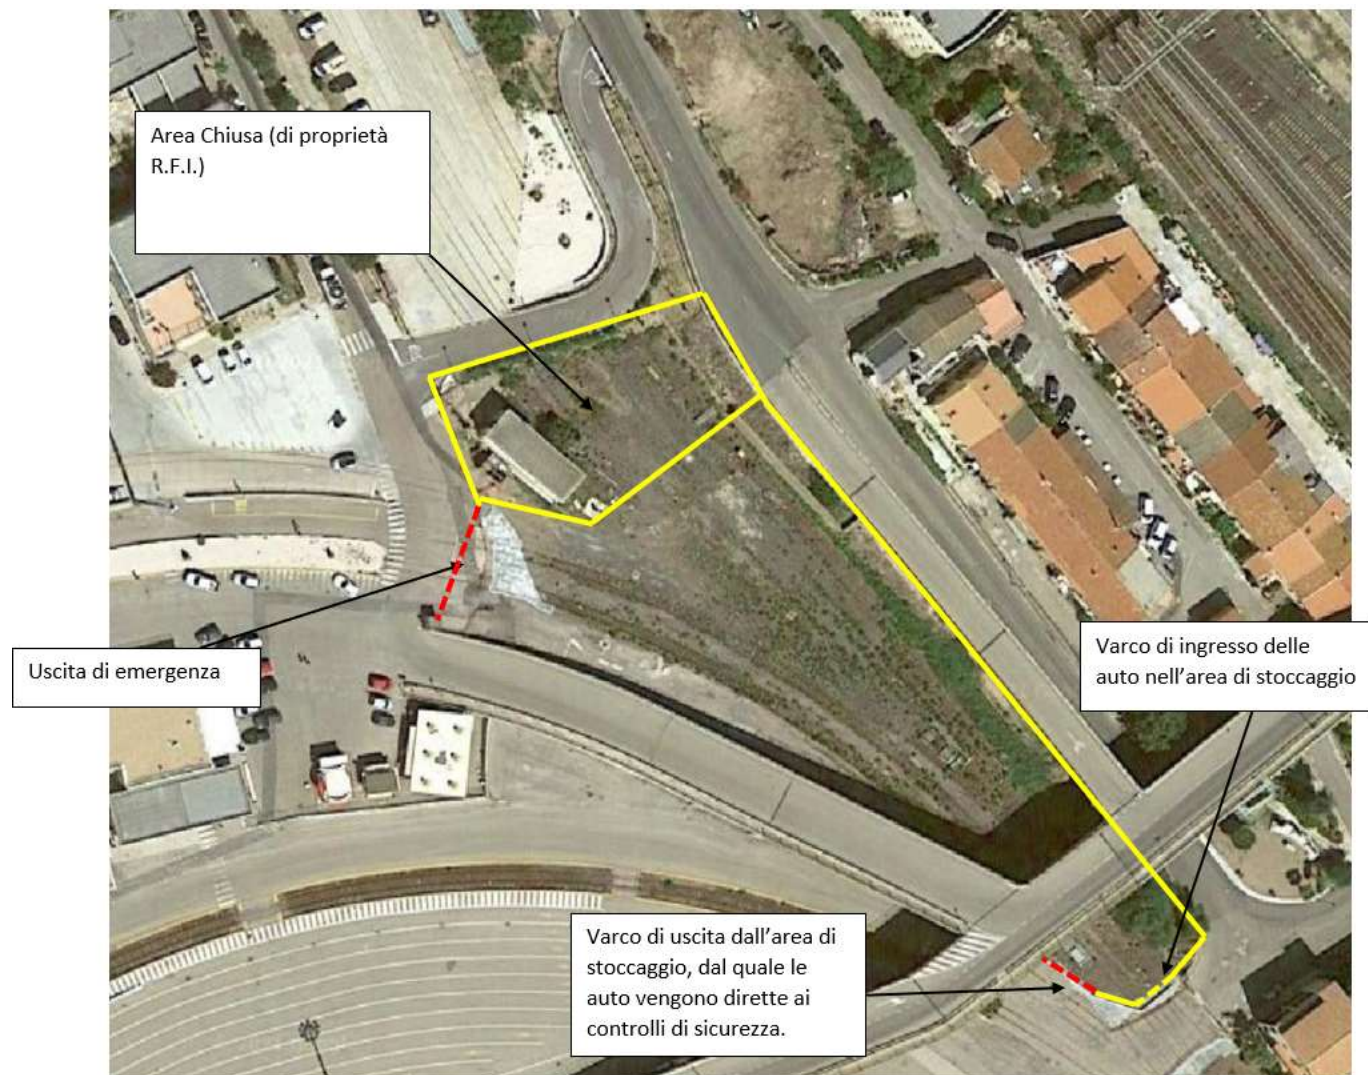 Area Chiusa (di proprietà
R.F.I.)
Uscita di emergenza
Varco di ingresso delle
auto nell’area di stoccaggio
Varco di uscita dall’area di
stoccaggio, dal quale le
auto vengono dirette ai
controlli di sicurezza.